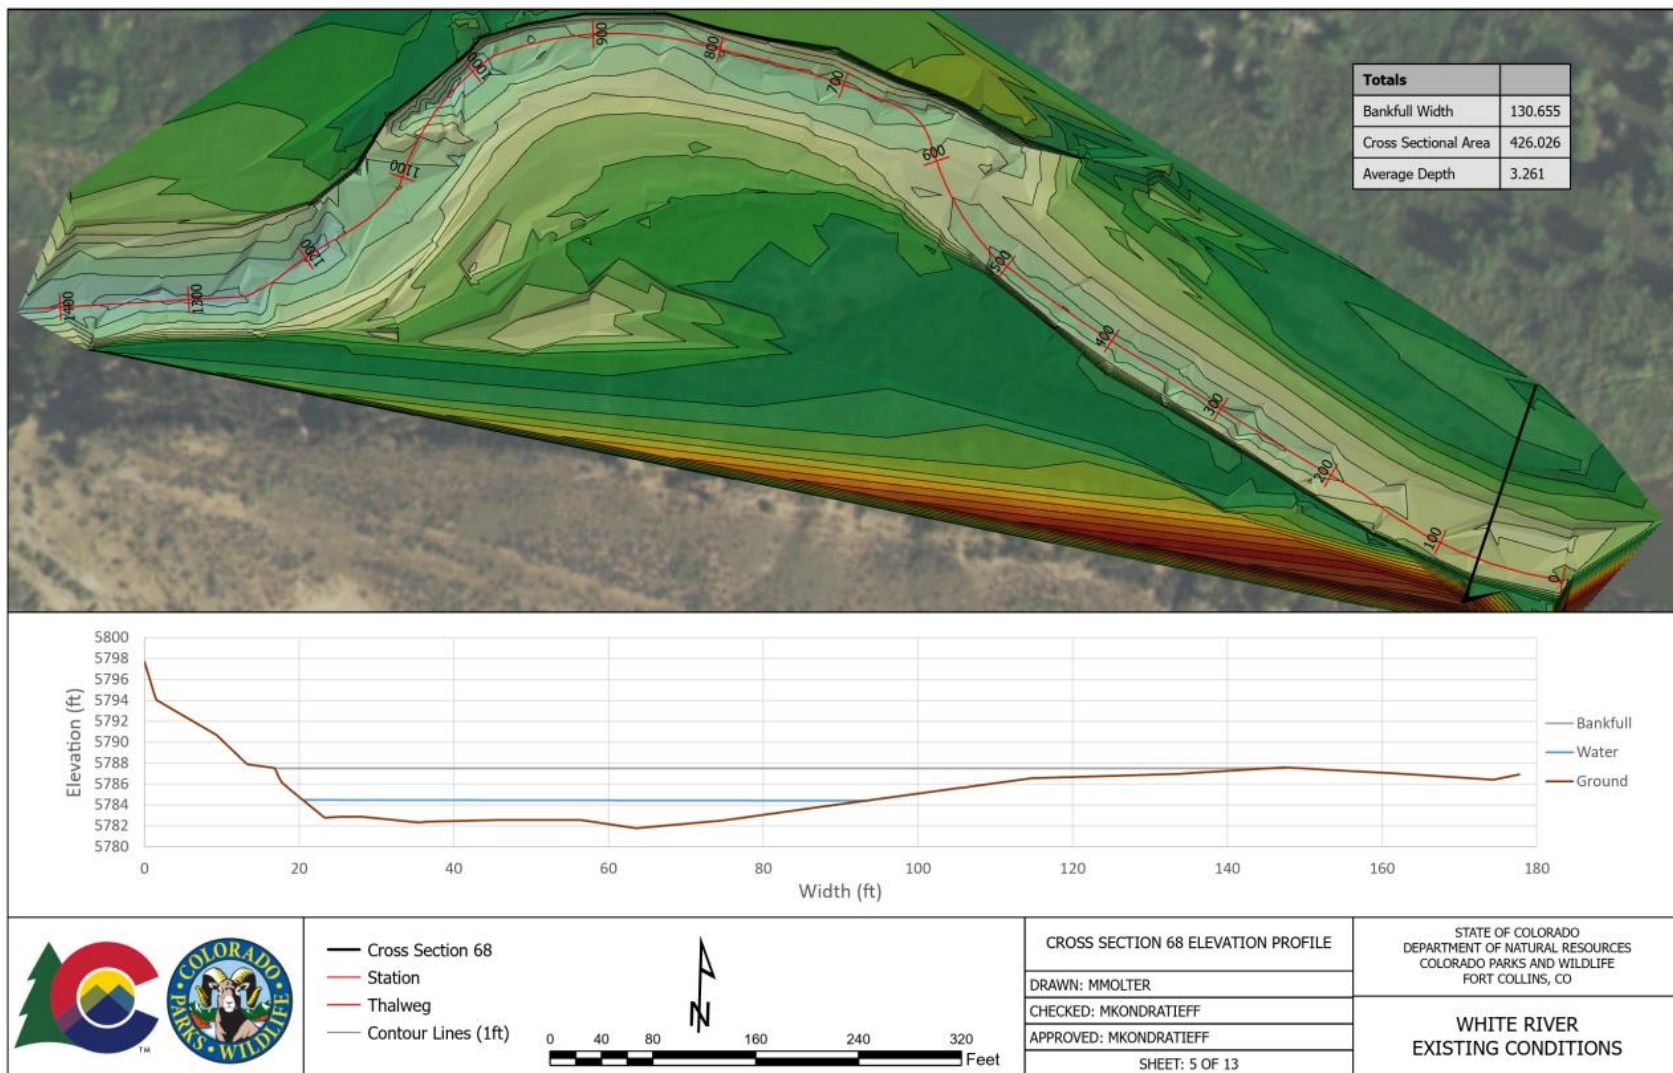 900
800
1000
700
600
1100
1200
500
1400
1300
400
300
200
100
0
Totals
Bankfull Width 130.655
Cross Sectional Area 426.026
Average Depth 3.261
5800
5798
5796
5794
5792
5790
5788
5786
5784
5782
5780
Elevation (ft)
0 20 40 60 80 100 120 140 160 180
Width (ft)
Bankfull
Water
Ground
TM
COLORADO
PARKS • WILDLIFE
Cross Section 68
Station
Thalweg
Contour Lines (1ft)
N
0 40 80 160 240 320
Feet
CROSS SECTION 68 ELEVATION PROFILE
DRAWN: MMOLTER
CHECKED: MKONDRATIEFF
APPROVED: MKONDRATIEFF
SHEET: 5 OF 13
STATE OF COLORADO
DEPARTMENT OF NATURAL RESOURCES
COLORADO PARKS AND WILDLIFE
FORT COLLINS, CO
WHITE RIVER
EXISTING CONDITIONS